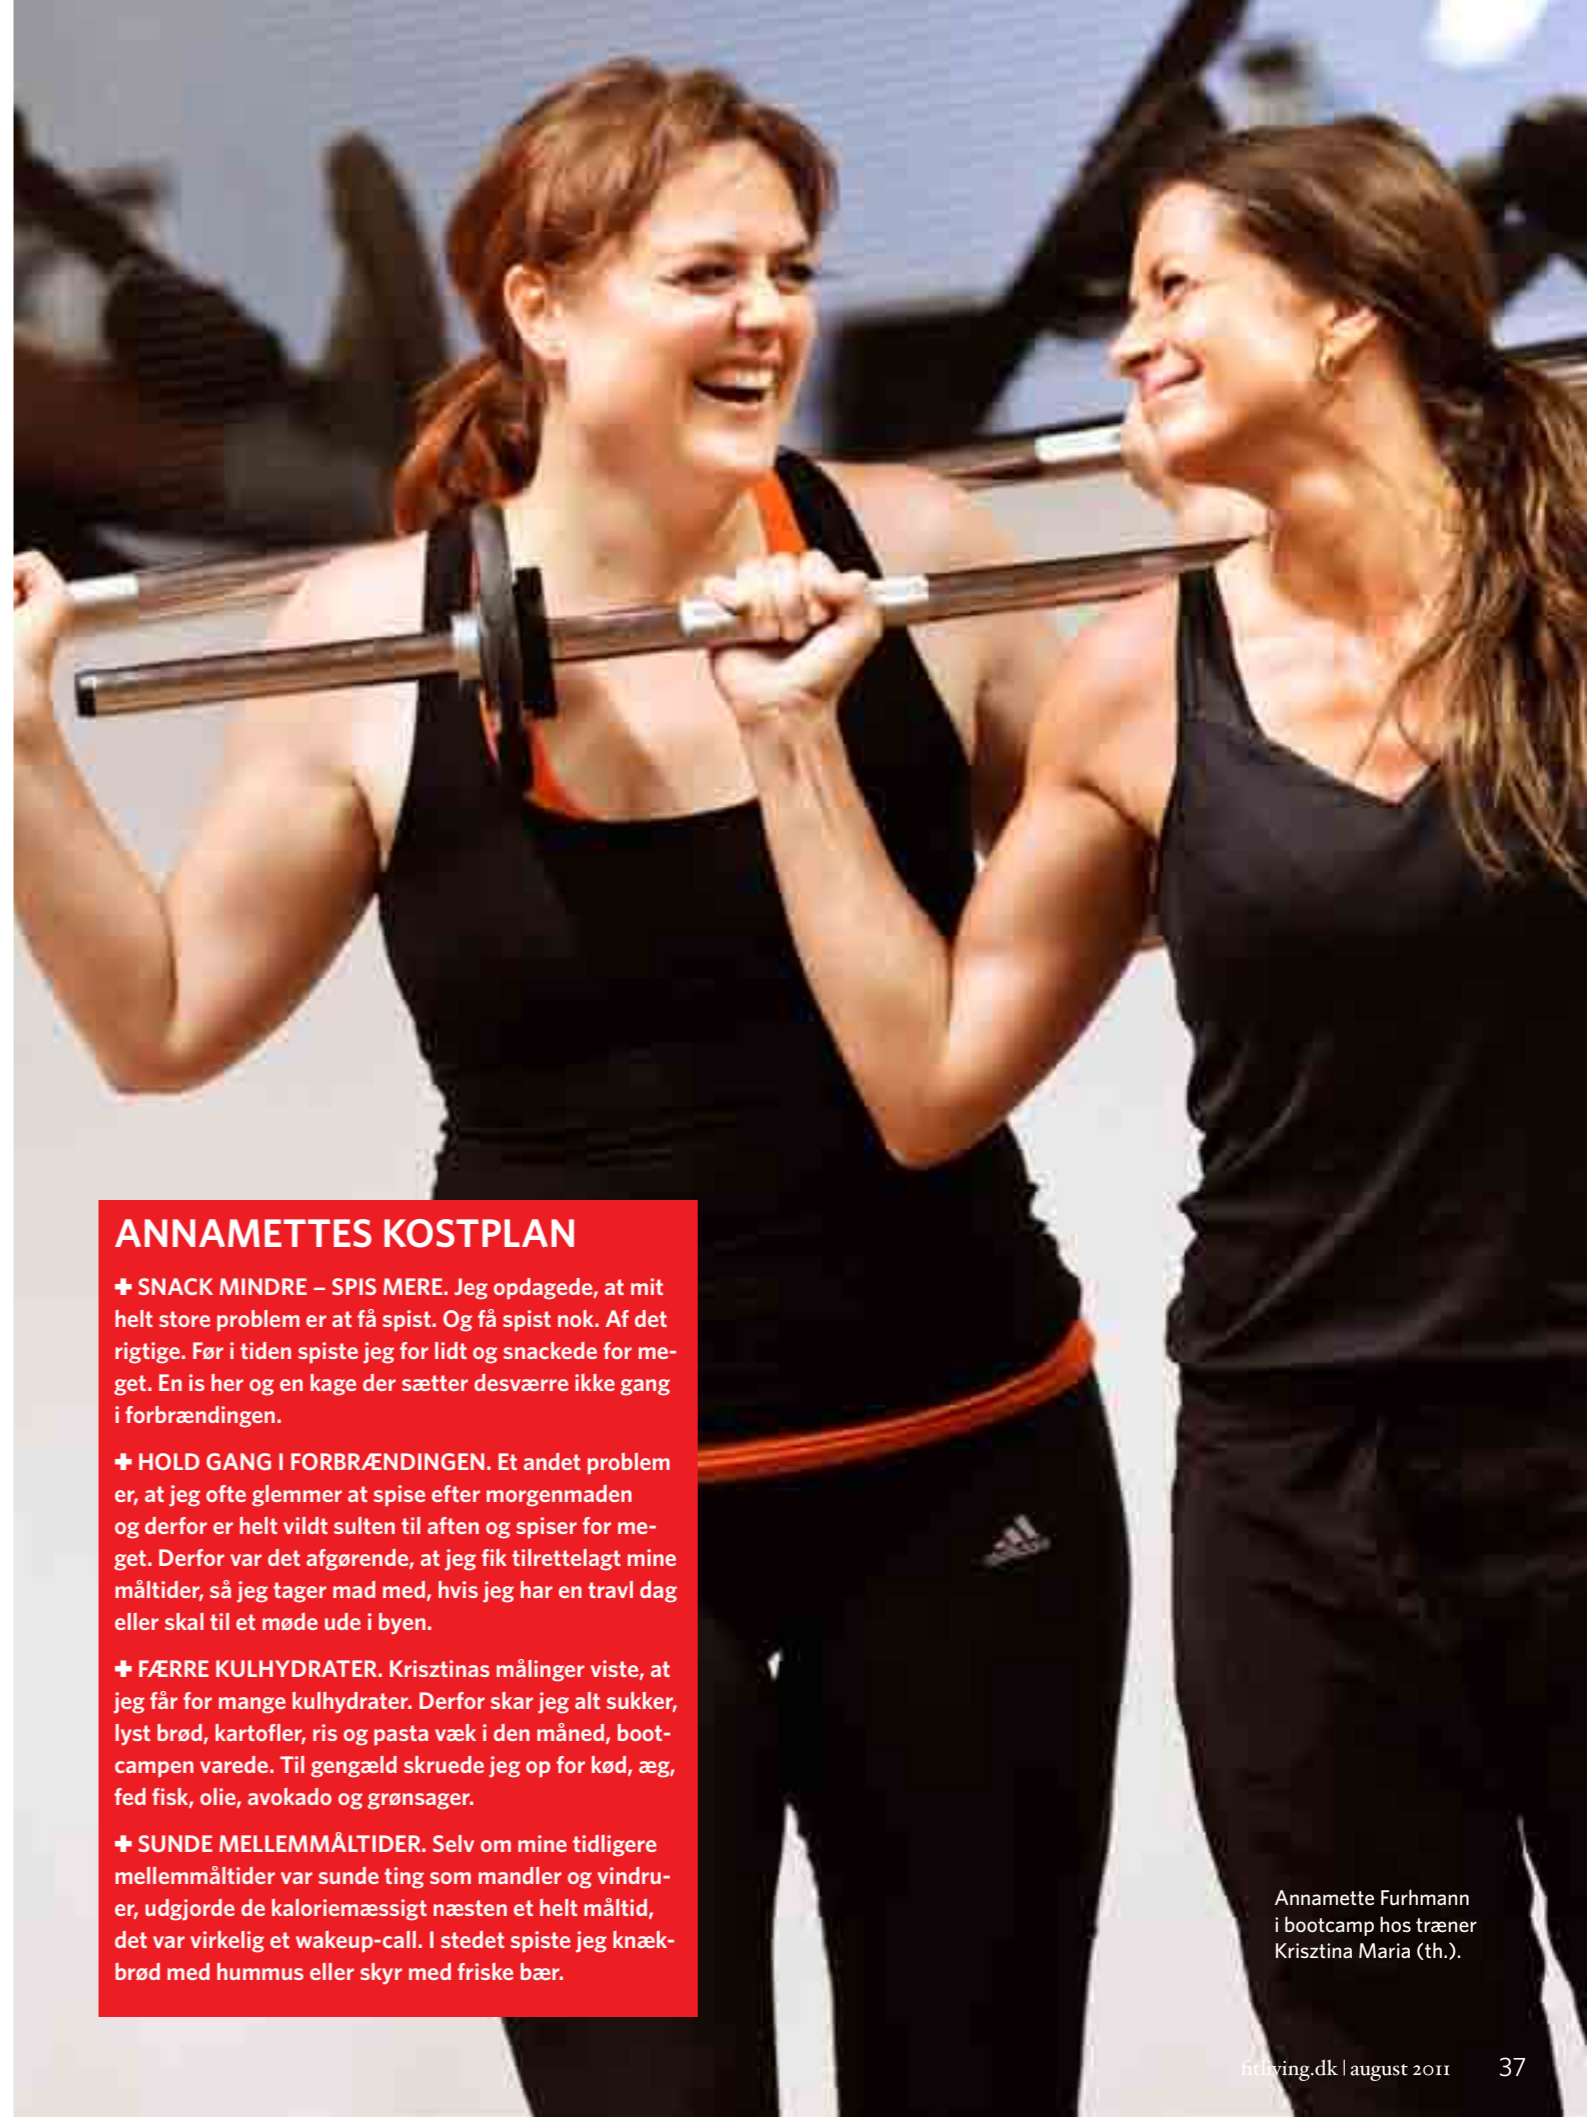 ANNAMETTES KOSTPLAN
✚ SNACK MINDRE – SPIS MERE. Jeg opdagede, at mit
helt store problem er at få spist. Og få spist nok. Af det
rigtige. Før i tiden spiste jeg for lidt og snackede for me-
get. En is her og en kage der sætter desværre ikke gang
i forbrændingen.
✚ HOLD GANG I FORBRÆNDINGEN. Et andet problem
er, at jeg ofte glemmer at spise efter morgenmaden
og derfor er helt vildt sulten til aften og spiser for me-
get. Derfor var det afgørende, at jeg fik tilrettelagt mine
måltider, så jeg tager mad med, hvis jeg har en travl dag
eller skal til et møde ude i byen.
✚ FÆRRE KULHYDRATER. Krisztinas målinger viste, at
jeg får for mange kulhydrater. Derfor skar jeg alt sukker,
lyst brød, kartofler, ris og pasta væk i den måned, boot-
campen varede. Til gengæld skruede jeg op for kød, æg,
fed fisk, olie, avokado og grønsager.
✚ SUNDE MELLEMMÅLTIDER. Selv om mine tidligere
mellemmåltider var sunde ting som mandler og vindru-
er, udgjorde de kaloriemæssigt næsten et helt måltid,
det var virkelig et wakeup-call. I stedet spiste jeg knæk-
brød med hummus eller skyr med friske bær.
Annamette Furhmann
i bootcamp hos træner
Krisztina Maria (th.).
fitliving.dk | august 2011 37